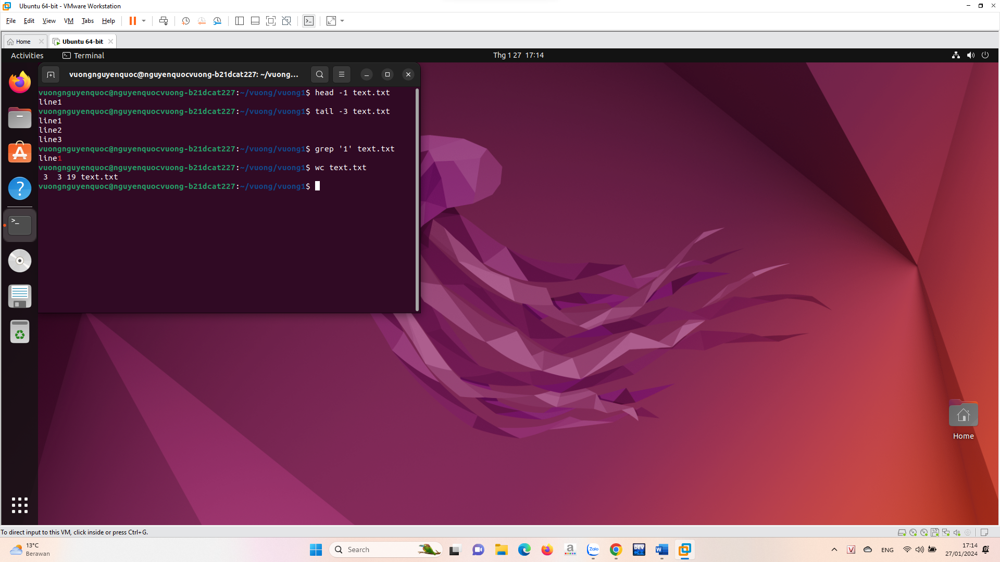 Ubuntu 64-bit - VMware Workstation
File Edit View VM Tabs Help
Home
Ubuntu 64-bit
Activities
Terminal
Thg 1 27 17:14
vuongnguyenquoc@nguyenquocvuong-b21dcat227: ~/vuong...
vuongnguyenquoc@nguyenquocvuong-b21dcat227:~/vuong/vuong1$ head -1 text.txt
line1
vuongnguyenquoc@nguyenquocvuong-b21dcat227:~/vuong/vuong1$ tail -3 text.txt
line1
line2
line3
vuongnguyenquoc@nguyenquocvuong-b21dcat227:~/vuong/vuong1$ grep '1' text.txt
line1
vuongnguyenquoc@nguyenquocvuong-b21dcat227:~/vuong/vuong1$ wc text.txt
3 3 19 text.txt
vuongnguyenquoc@nguyenquocvuong-b21dcat227:~/vuong/vuong1$
Home
To direct input to this VM, click inside or press Ctrl+G.
13°C
Berawan
Search
Zalo
DEV
V
ENG
17:14
27/01/2024